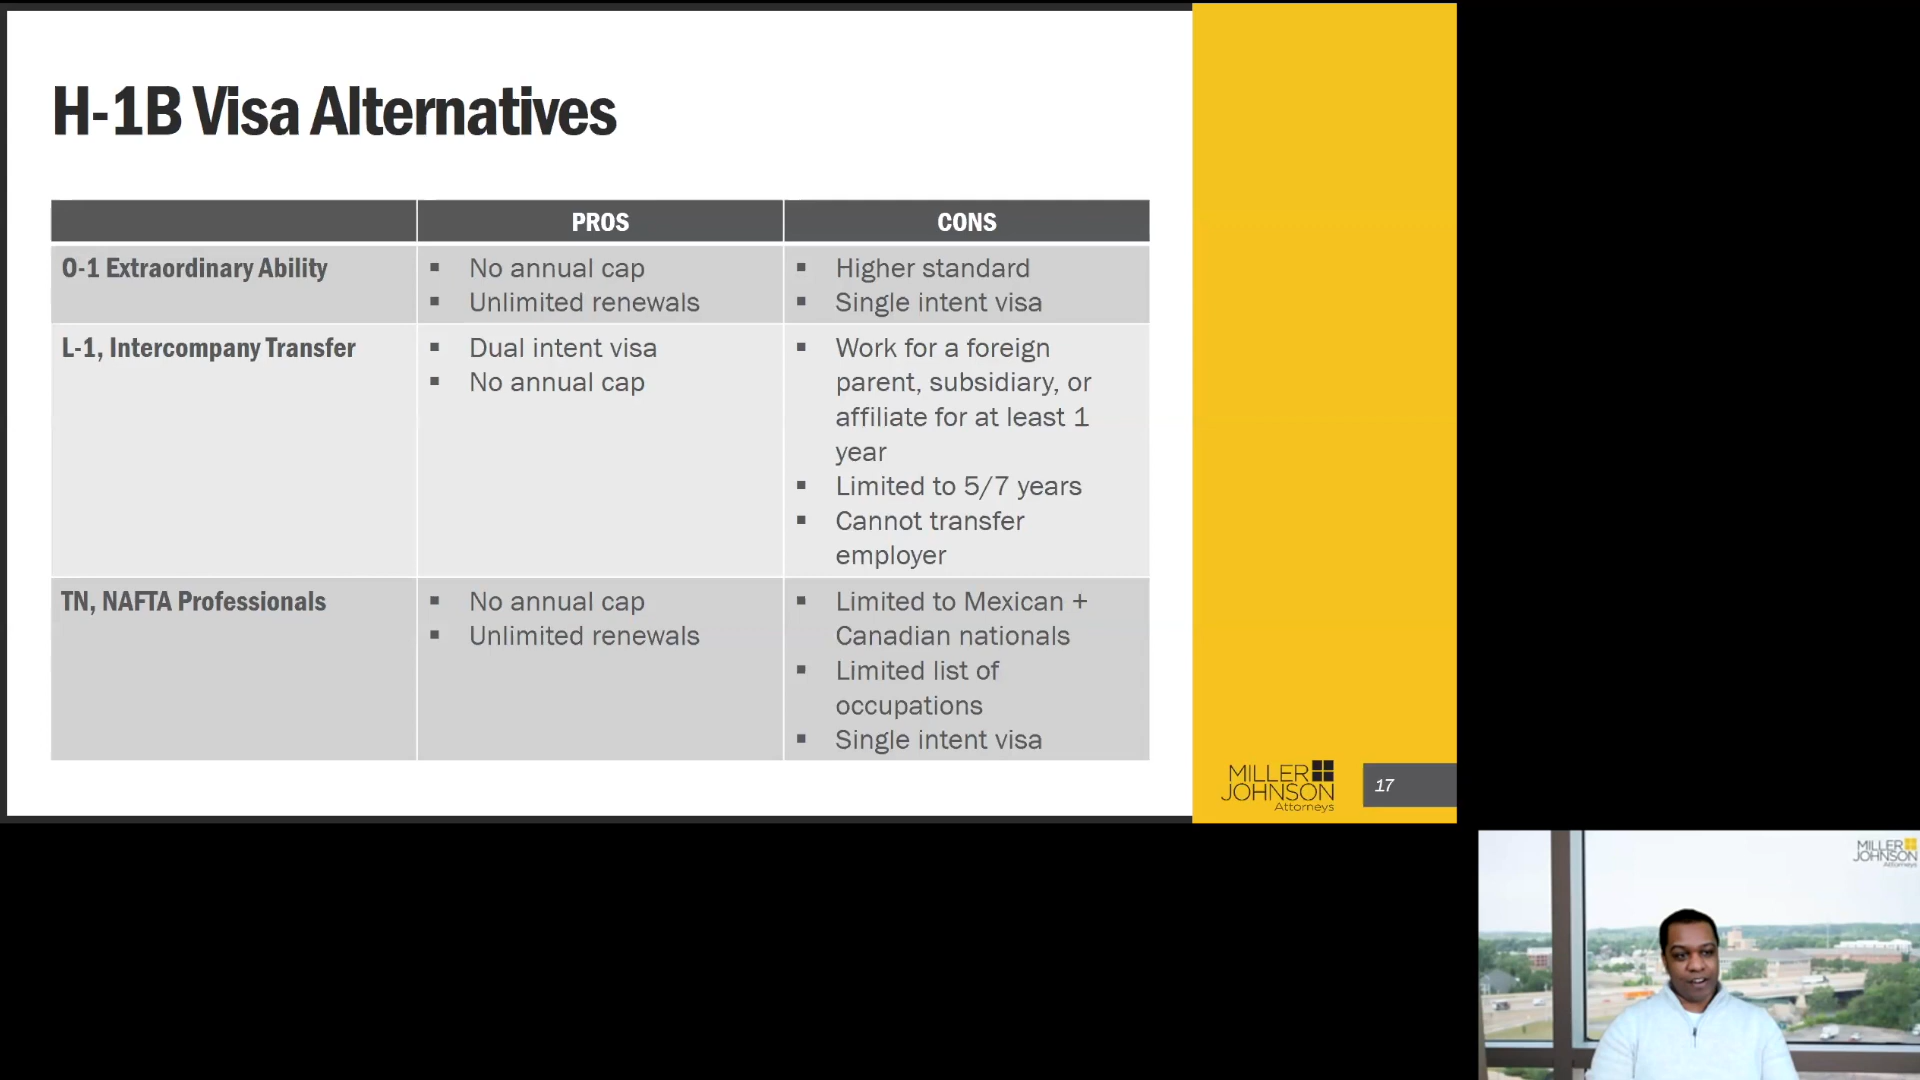 H-1B Visa Alternatives
PROS
CONS
O-1 Extraordinary Ability
▪ No annual cap
▪ Unlimited renewals
▪ Higher standard
▪ Single intent visa
L-1, Intercompany Transfer
▪ Dual intent visa
▪ No annual cap
▪ Work for a foreign
parent, subsidiary, or
affiliate for at least 1
year
▪ Limited to 5/7 years
▪ Cannot transfer
employer
TN, NAFTA Professionals
▪ No annual cap
▪ Unlimited renewals
▪ Limited to Mexican +
Canadian nationals
▪ Limited list of
occupations
▪ Single intent visa
MILLER
JOHNSON
Attorneys
17
MILLER
JOHNSON
Attorneys